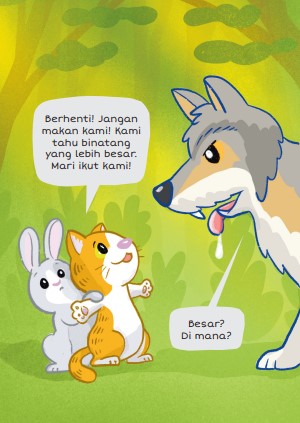 Berhenti! Jangan
makan kami! Kami
tahu binatang
yang lebih besar.
Mari ikut kami!
Besar?
Di mana?